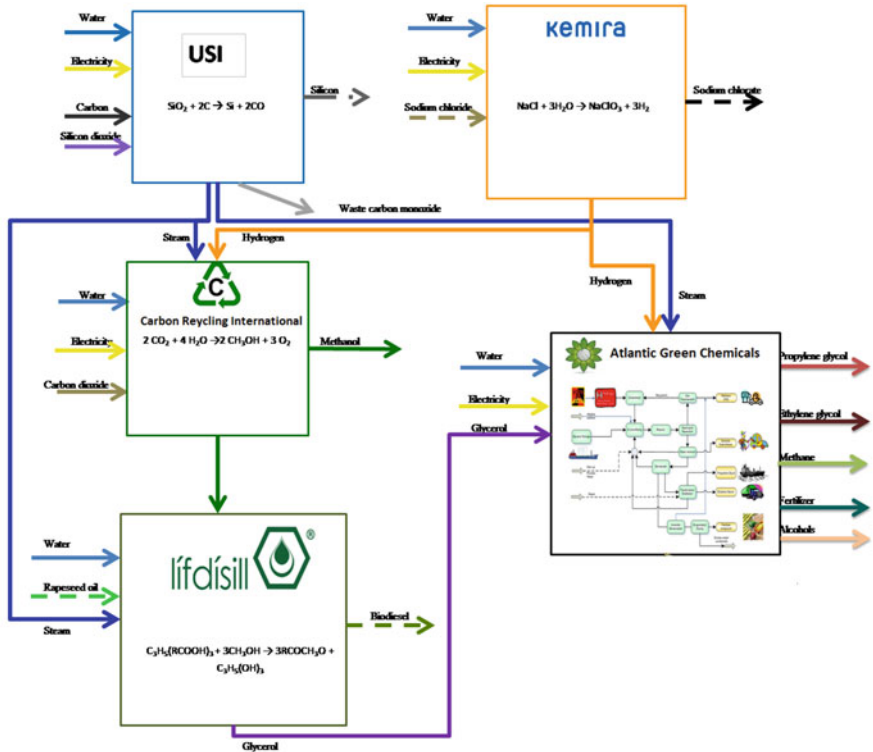 Water
USI
Electricity
SiO₂ + 2C → Si + 2CO
Silicon
Carbon
Silicon dioxide
Water
kemira
Electricity
Sodium chlorate
NaCl + 3H₂O → NaClO₃ + 3H₂
Sodium chloride
Waste carbon monoxide
Steam
Hydrogen
Hydrogen
Steam
C
Water
Carbon Reycling International
2 CO₂ + 4 H₂O →2 CH₃OH + 3 O₂
Electricity
Methanol
Carbon dioxide
Water
Atlantic Green Chemicals
Propylene glycol
Electricity
Ethylene glycol
Glycerol
Methane
Fertilizer
Alcohols
Water
lífdísill®
Rapeseed oil
Biodiesel
Steam
C₃H₅(RCOOH)₃ + 3CH₃OH → 3RCOCH₃O +
C₃H₅(OH)₃
Glycerol